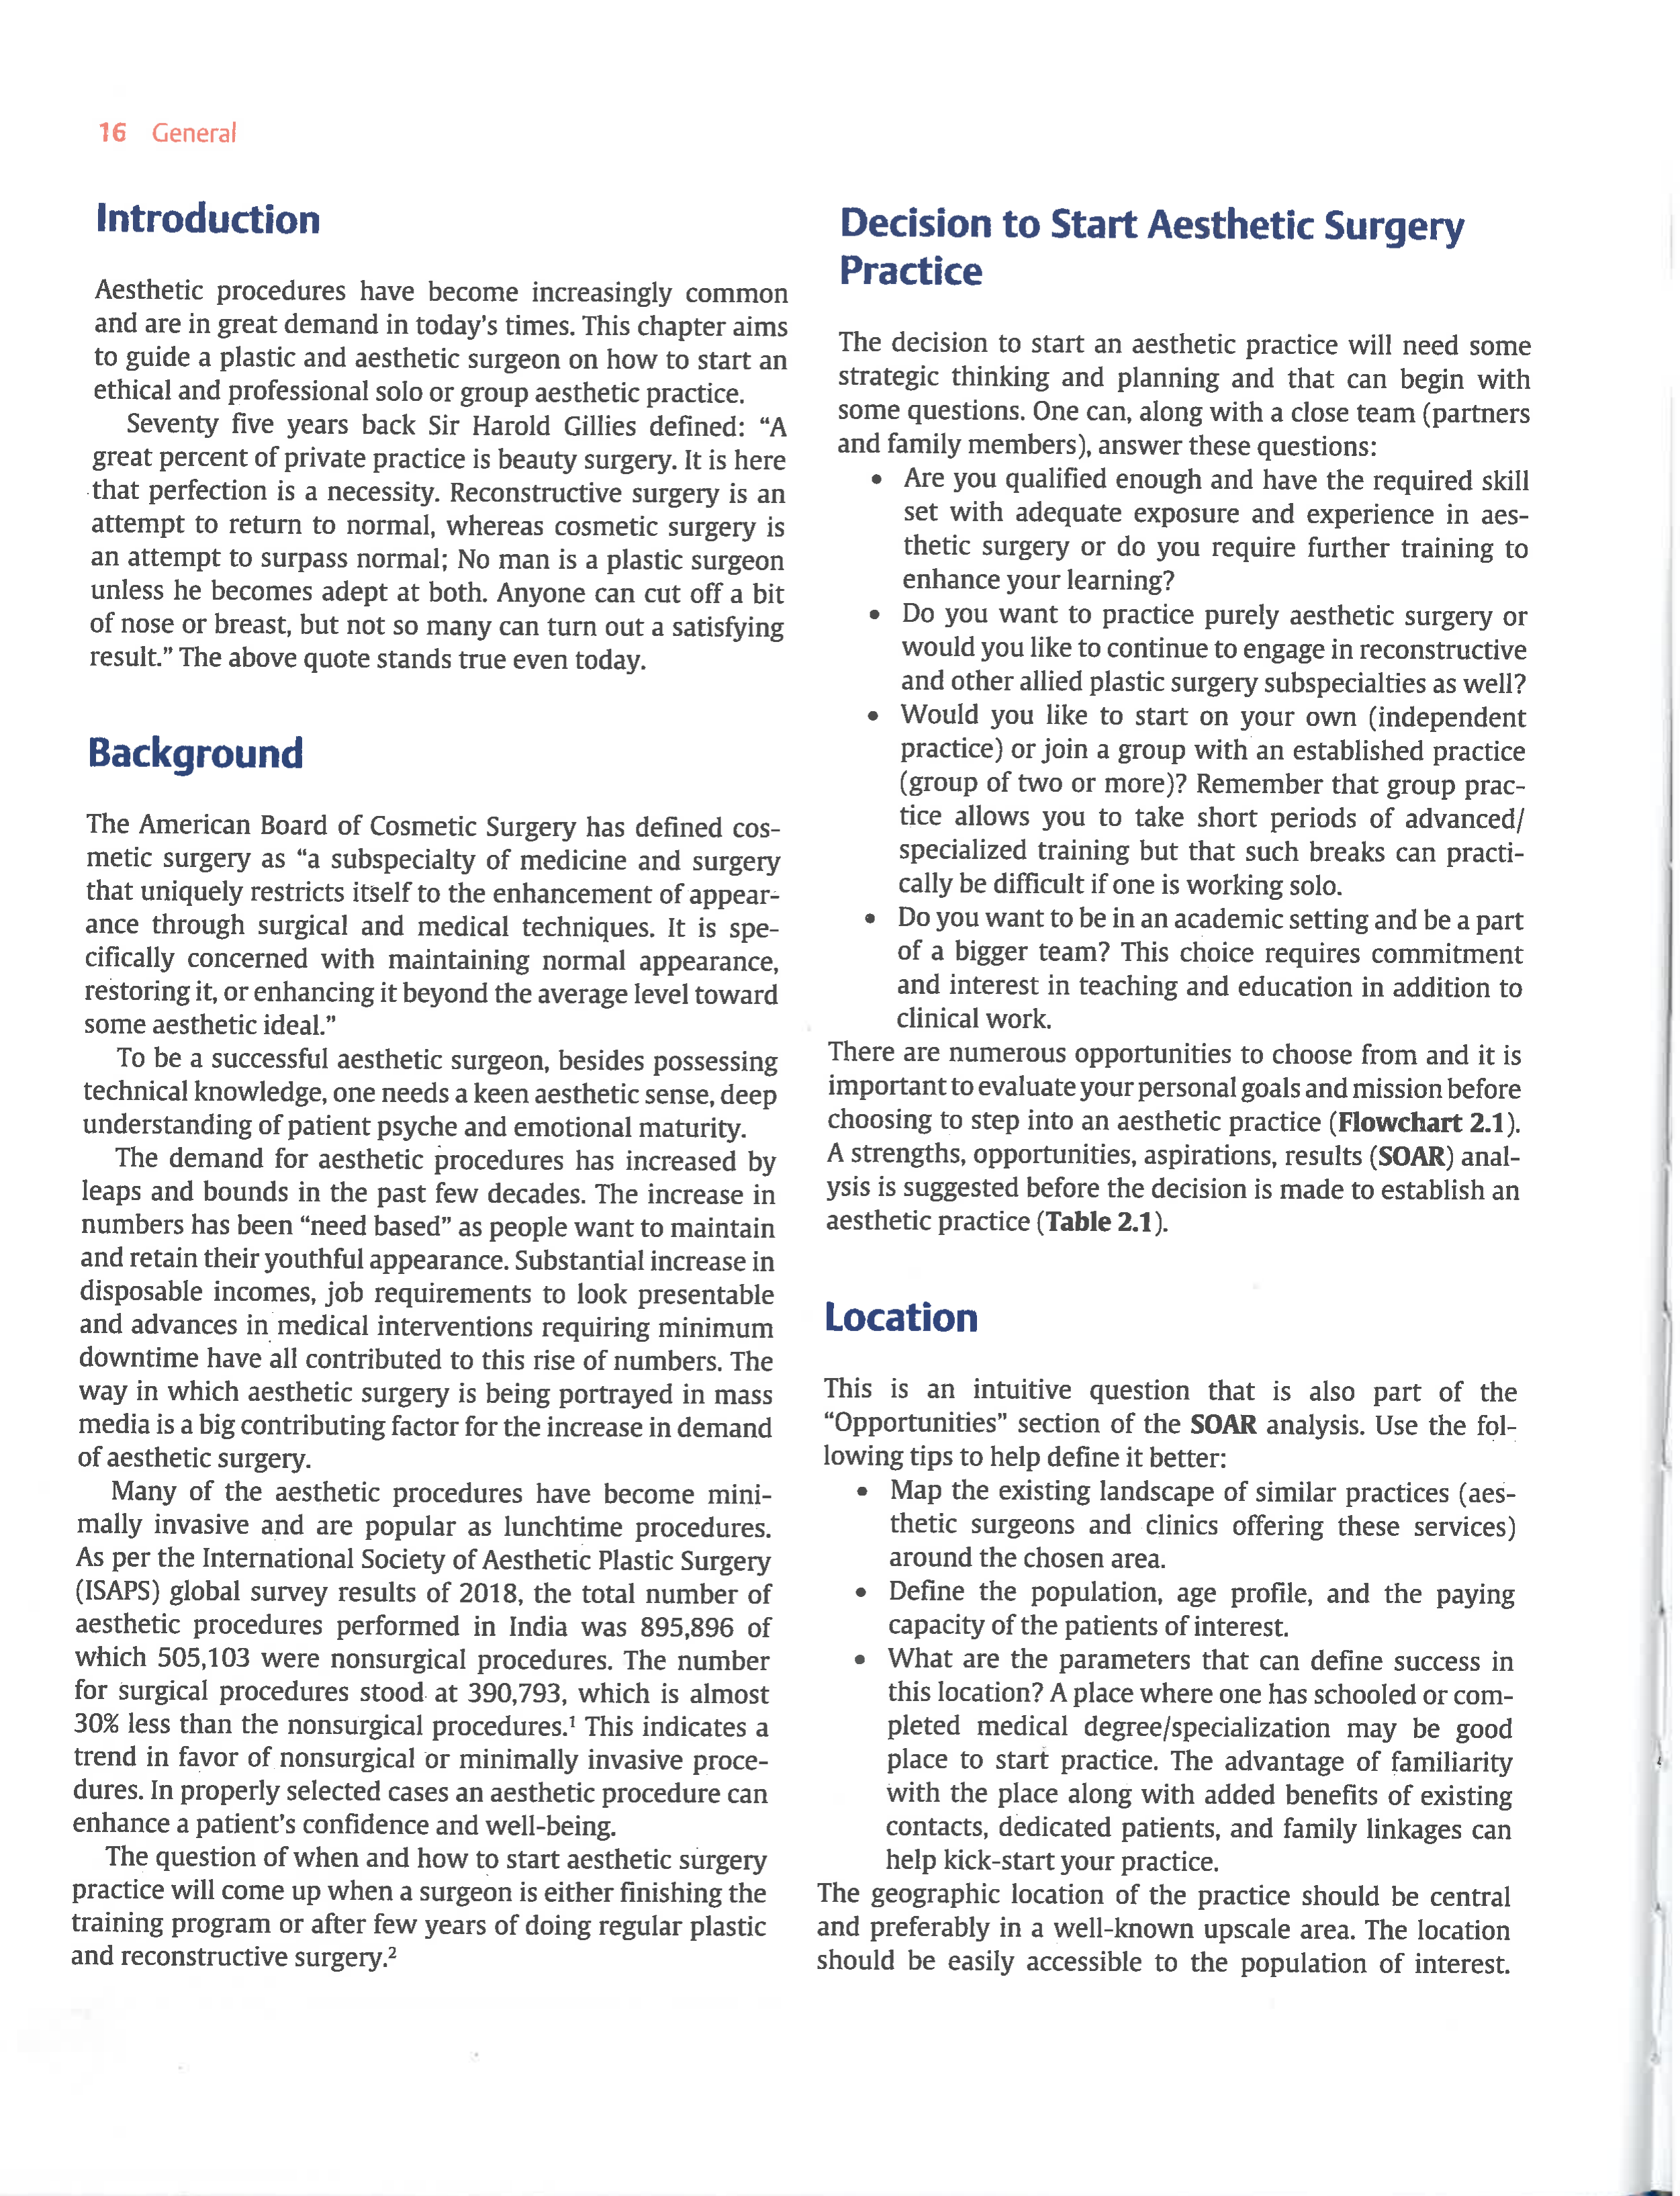 16 General
Introduction
Aesthetic procedures have become increasingly common
and are in great demand in today's times. This chapter aims
to guide a plastic and aesthetic surgeon on how to start an
ethical and professional solo or group aesthetic practice.
Seventy five years back Sir Harold Gillies defined: “A
great percent of private practice is beauty surgery. It is here
that perfection is a necessity. Reconstructive surgery is an
attempt to return to normal, whereas cosmetic surgery is
an attempt to surpass normal; No man is a plastic surgeon
unless he becomes adept at both. Anyone can cut off a bit
of nose or breast, but not so many can turn out a satisfying
result.” The above quote stands true even today.
Background
The American Board of Cosmetic Surgery has defined cos-
metic surgery as “a subspecialty of medicine and surgery
that uniquely restricts itself to the enhancement of appear-
ance through surgical and medical techniques. It is spe-
cifically concerned with maintaining normal appearance,
restoring it, or enhancing it beyond the average level toward
some aesthetic ideal.”
To be a successful aesthetic surgeon, besides possessing
technical knowledge, one needs a keen aesthetic sense, deep
understanding of patient psyche and emotional maturity.
The demand for aesthetic procedures has increased by
leaps and bounds in the past few decades. The increase in
numbers has been “need based” as people want to maintain
and retain their youthful appearance. Substantial increase in
disposable incomes, job requirements to look presentable
and advances in medical interventions requiring minimum
downtime have all contributed to this rise of numbers. The
way in which aesthetic surgery is being portrayed in mass
media is a big contributing factor for the increase in demand
of aesthetic surgery.
Many of the aesthetic procedures have become mini-
mally invasive and are popular as lunchtime procedures.
As per the International Society of Aesthetic Plastic Surgery
(ISAPS) global survey results of 2018, the total number of
aesthetic procedures performed in India was 895,896 of
which 505,103 were nonsurgical procedures. The number
for surgical procedures stood at 390,793, which is almost
30% less than the nonsurgical procedures.¹ This indicates a
trend in favor of nonsurgical or minimally invasive proce-
dures. In properly selected cases an aesthetic procedure can
enhance a patient's confidence and well-being.
The question of when and how to start aesthetic surgery
practice will come up when a surgeon is either finishing the
training program or after few years of doing regular plastic
and reconstructive surgery.²
Decision to Start Aesthetic Surgery
Practice
The decision to start an aesthetic practice will need some
strategic thinking and planning and that can begin with
some questions. One can, along with a close team (partners
and family members), answer these questions:
• Are you qualified enough and have the required skill
set with adequate exposure and experience in aes-
thetic surgery or do you require further training to
enhance your learning?
• Do you want to practice purely aesthetic surgery or
would you like to continue to engage in reconstructive
and other allied plastic surgery subspecialties as well?
• Would you like to start on your own (independent
practice) or join a group with an established practice
(group of two or more)? Remember that group prac-
tice allows you to take short periods of advanced/
specialized training but that such breaks can practi-
cally be difficult if one is working solo.
• Do you want to be in an academic setting and be a part
of a bigger team? This choice requires commitment
and interest in teaching and education in addition to
clinical work.
There are numerous opportunities to choose from and it is
important to evaluate your personal goals and mission before
choosing to step into an aesthetic practice (Flowchart 2.1).
A strengths, opportunities, aspirations, results (SOAR) anal-
ysis is suggested before the decision is made to establish an
aesthetic practice (Table 2.1).
Location
This is an intuitive question that is also part of the
“Opportunities” section of the SOAR analysis. Use the fol-
lowing tips to help define it better:
• Map the existing landscape of similar practices (aes-
thetic surgeons and clinics offering these services)
around the chosen area.
• Define the population, age profile, and the paying
capacity of the patients of interest.
• What are the parameters that can define success in
this location? A place where one has schooled or com-
pleted medical degree/specialization may be good
place to start practice. The advantage of familiarity
with the place along with added benefits of existing
contacts, dedicated patients, and family linkages can
help kick-start your practice.
The geographic location of the practice should be central
and preferably in a well-known upscale area. The location
should be easily accessible to the population of interest.